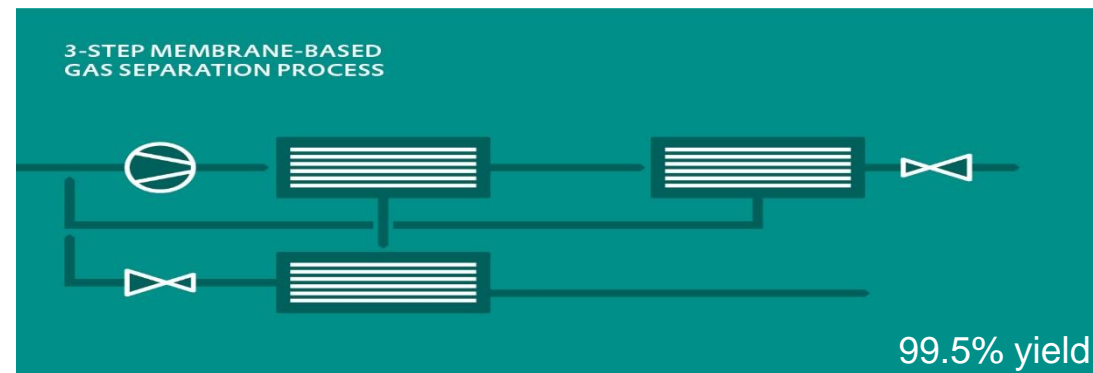 3-STEP MEMBRANE-BASED
GAS SEPARATION PROCESS
99.5% yield